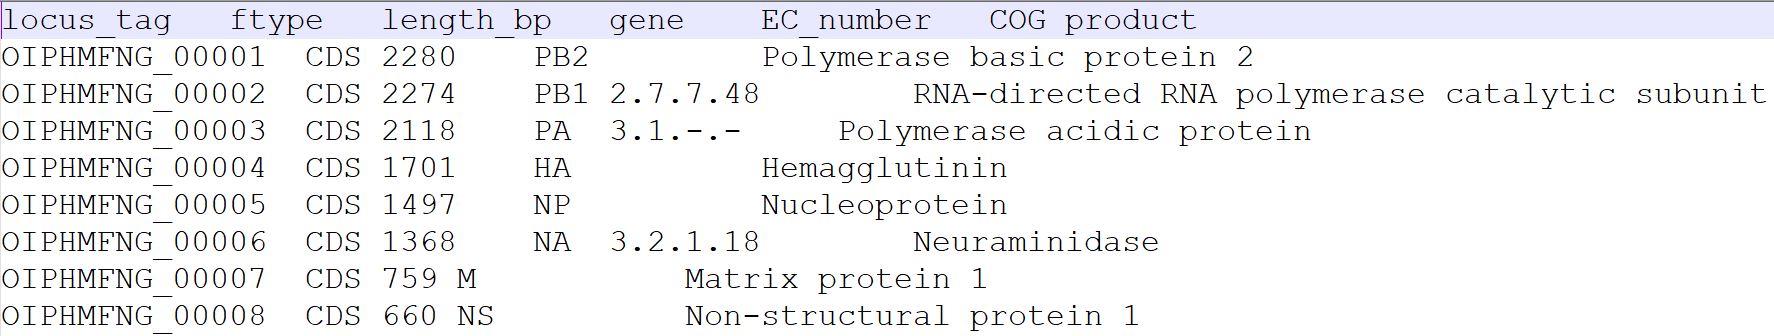 locus_tag ftype length_bp gene EC_number COG product
OIPHMFNG_00001 CDS 2280 PB2 Polymerase basic protein 2
OIPHMFNG_00002 CDS 2274 PB1 2.7.7.48 RNA-directed RNA polymerase catalytic subunit
OIPHMFNG_00003 CDS 2118 PA 3.1.-.- Polymerase acidic protein
OIPHMFNG_00004 CDS 1701 HA Hemagglutinin
OIPHMFNG_00005 CDS 1497 NP Nucleoprotein
OIPHMFNG_00006 CDS 1368 NA 3.2.1.18 Neuraminidase
OIPHMFNG_00007 CDS 759 M Matrix protein 1
OIPHMFNG_00008 CDS 660 NS Non-structural protein 1